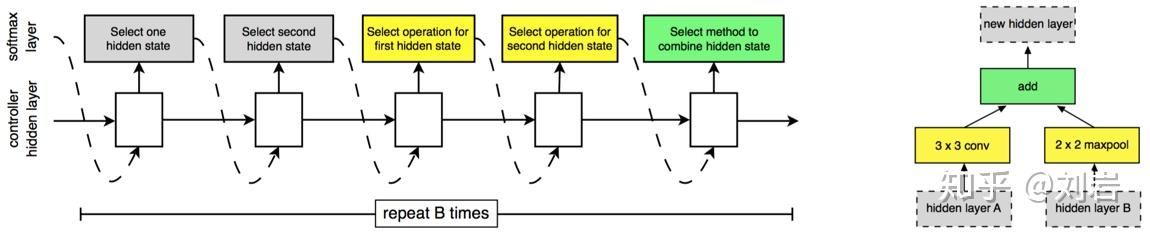 softmax
layer
controller
hidden layer
Select one
hidden state
Select second
hidden state
Select operation for
first hidden state
Select operation for
second hidden state
Select method to
combine hidden state
repeat B times
new hidden layer
add
3 x 3 conv
2 x 2 maxpool
hidden layer A
hidden layer B
知乎 @刘岩